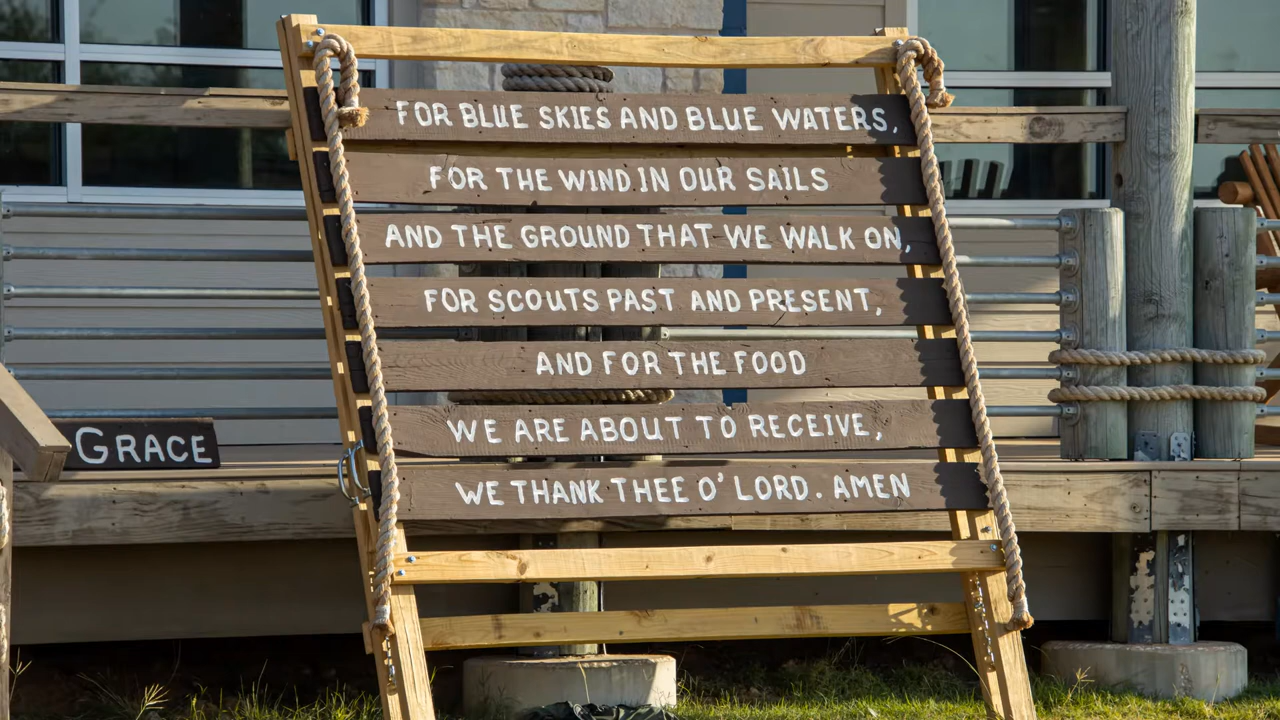 FOR BLUE SKIES AND BLUE WATERS,
FOR THE WIND IN OUR SAILS
AND THE GROUND THAT WE WALK ON,
FOR SCOUTS PAST AND PRESENT,
AND FOR THE FOOD
WE ARE ABOUT TO RECEIVE,
WE THANK THEE O' LORD. AMEN
GRACE